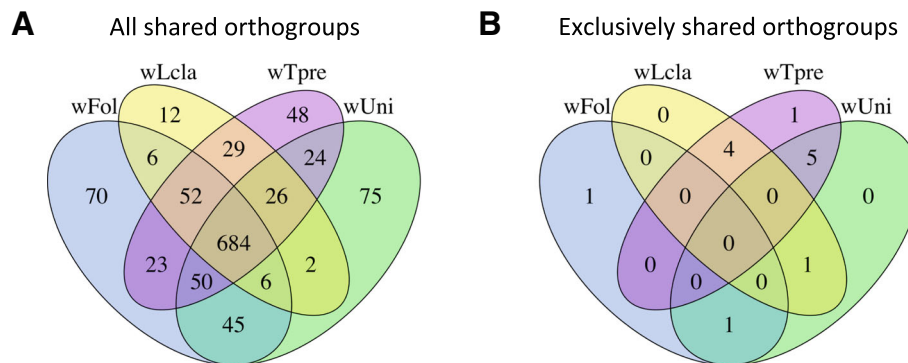 A All shared orthogroups
wLcla wTpre
wFol wUni
12 48
6 29 24
70 52 26 75
684
23 50 6 2
45
B Exclusively shared orthogroups
wLcla wTpre
wFol wUni
0 1
0 4 5
1 0 0 0
0
0 0 0 1
1